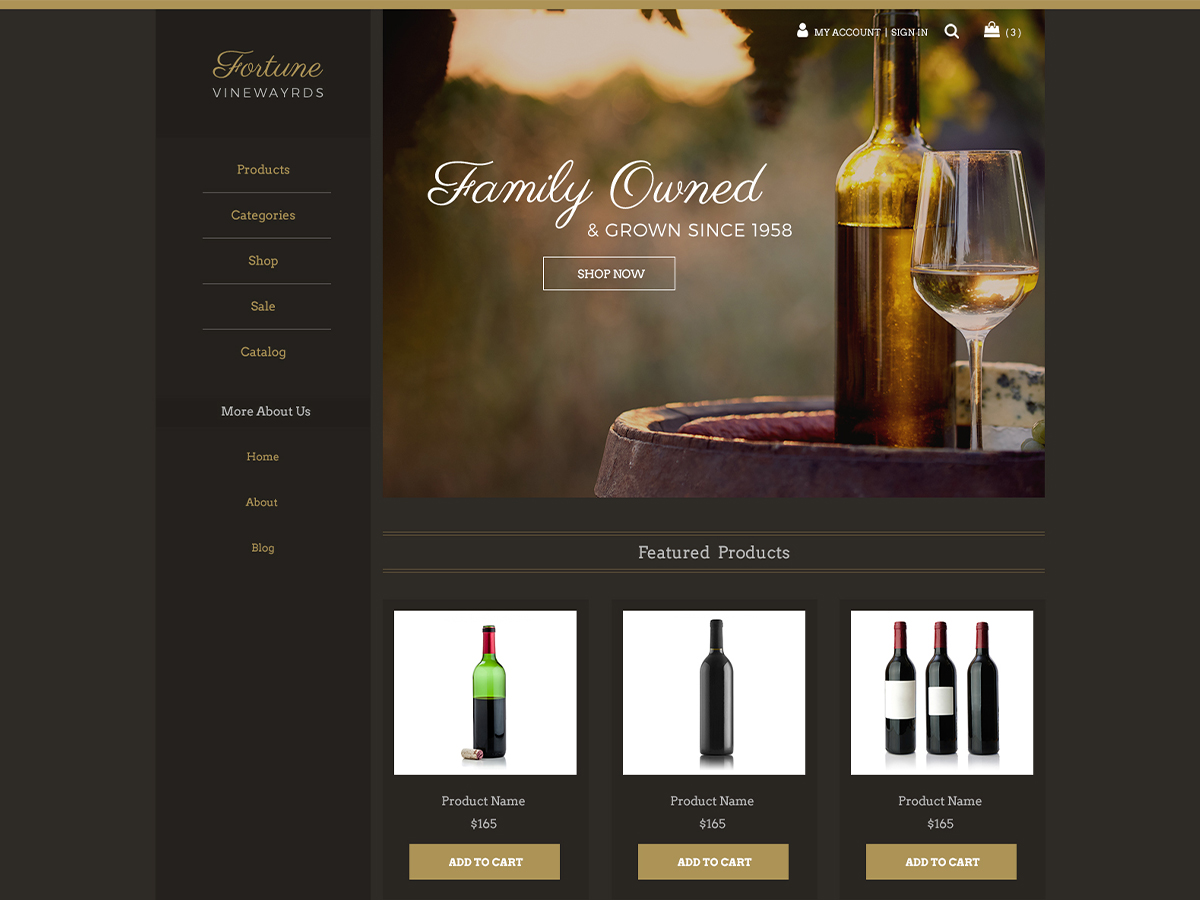 Fortune
VINEWAYRDS
Products
Categories
Shop
Sale
Catalog
More About Us
Home
About
Blog
MY ACCOUNT | SIGN IN
( 3 )
Family Owned
& GROWN SINCE 1958
SHOP NOW
Featured Products
Product Name
$165
ADD TO CART
Product Name
$165
ADD TO CART
Product Name
$165
ADD TO CART